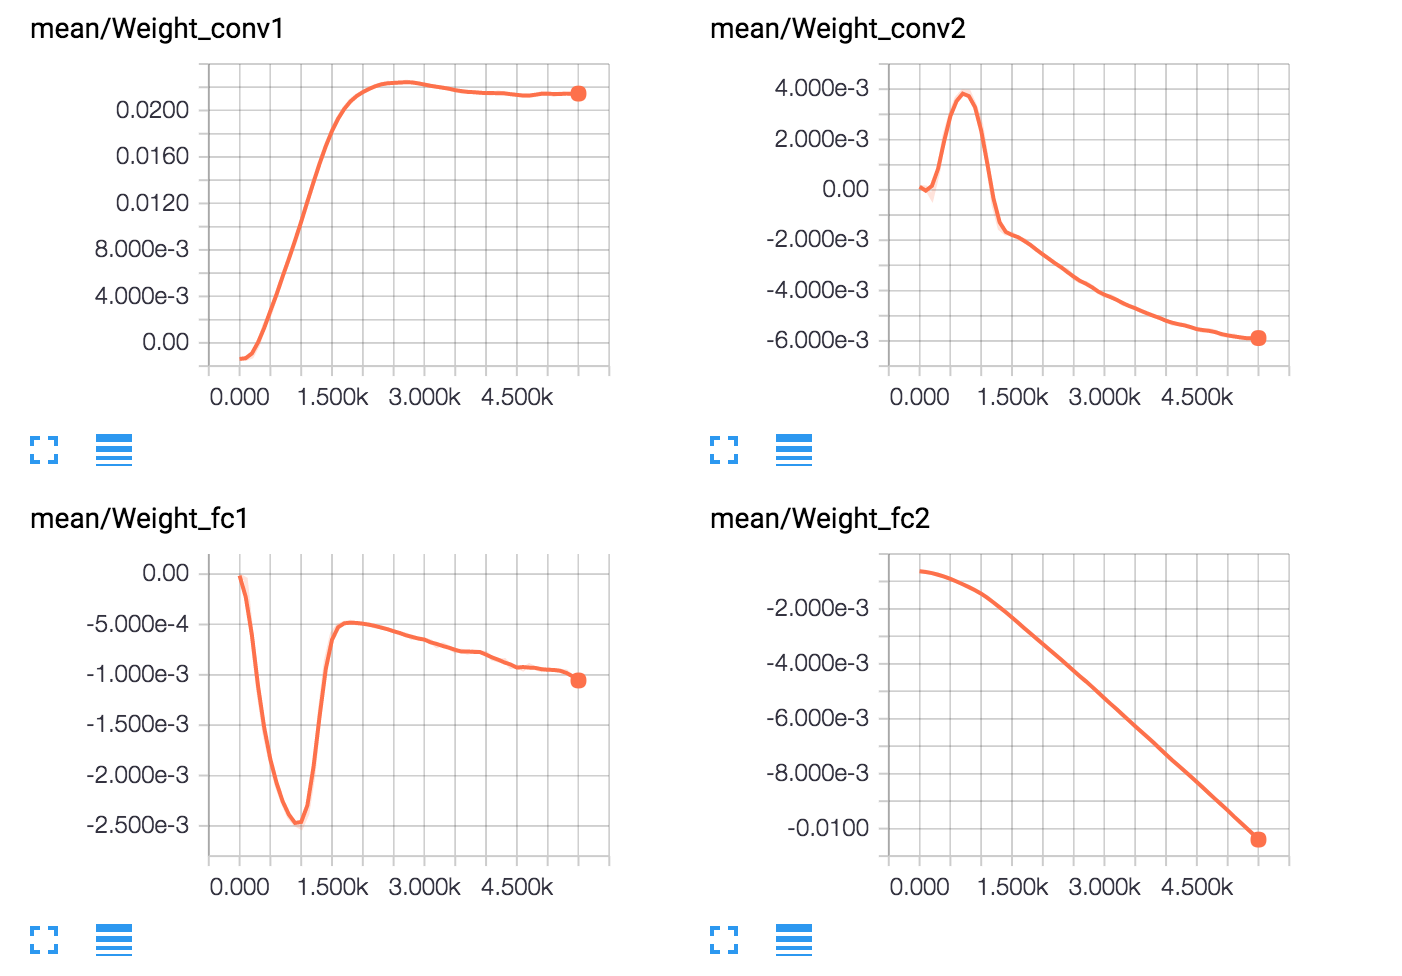 mean/Weight_conv1
0.0200
0.0160
0.0120
8.000e-3
4.000e-3
0.00
0.000 1.500k 3.000k 4.500k
mean/Weight_conv2
4.000e-3
2.000e-3
0.00
-2.000e-3
-4.000e-3
-6.000e-3
0.000 1.500k 3.000k 4.500k
mean/Weight_fc1
0.00
-5.000e-4
-1.000e-3
-1.500e-3
-2.000e-3
-2.500e-3
0.000 1.500k 3.000k 4.500k
mean/Weight_fc2
-2.000e-3
-4.000e-3
-6.000e-3
-8.000e-3
-0.0100
0.000 1.500k 3.000k 4.500k